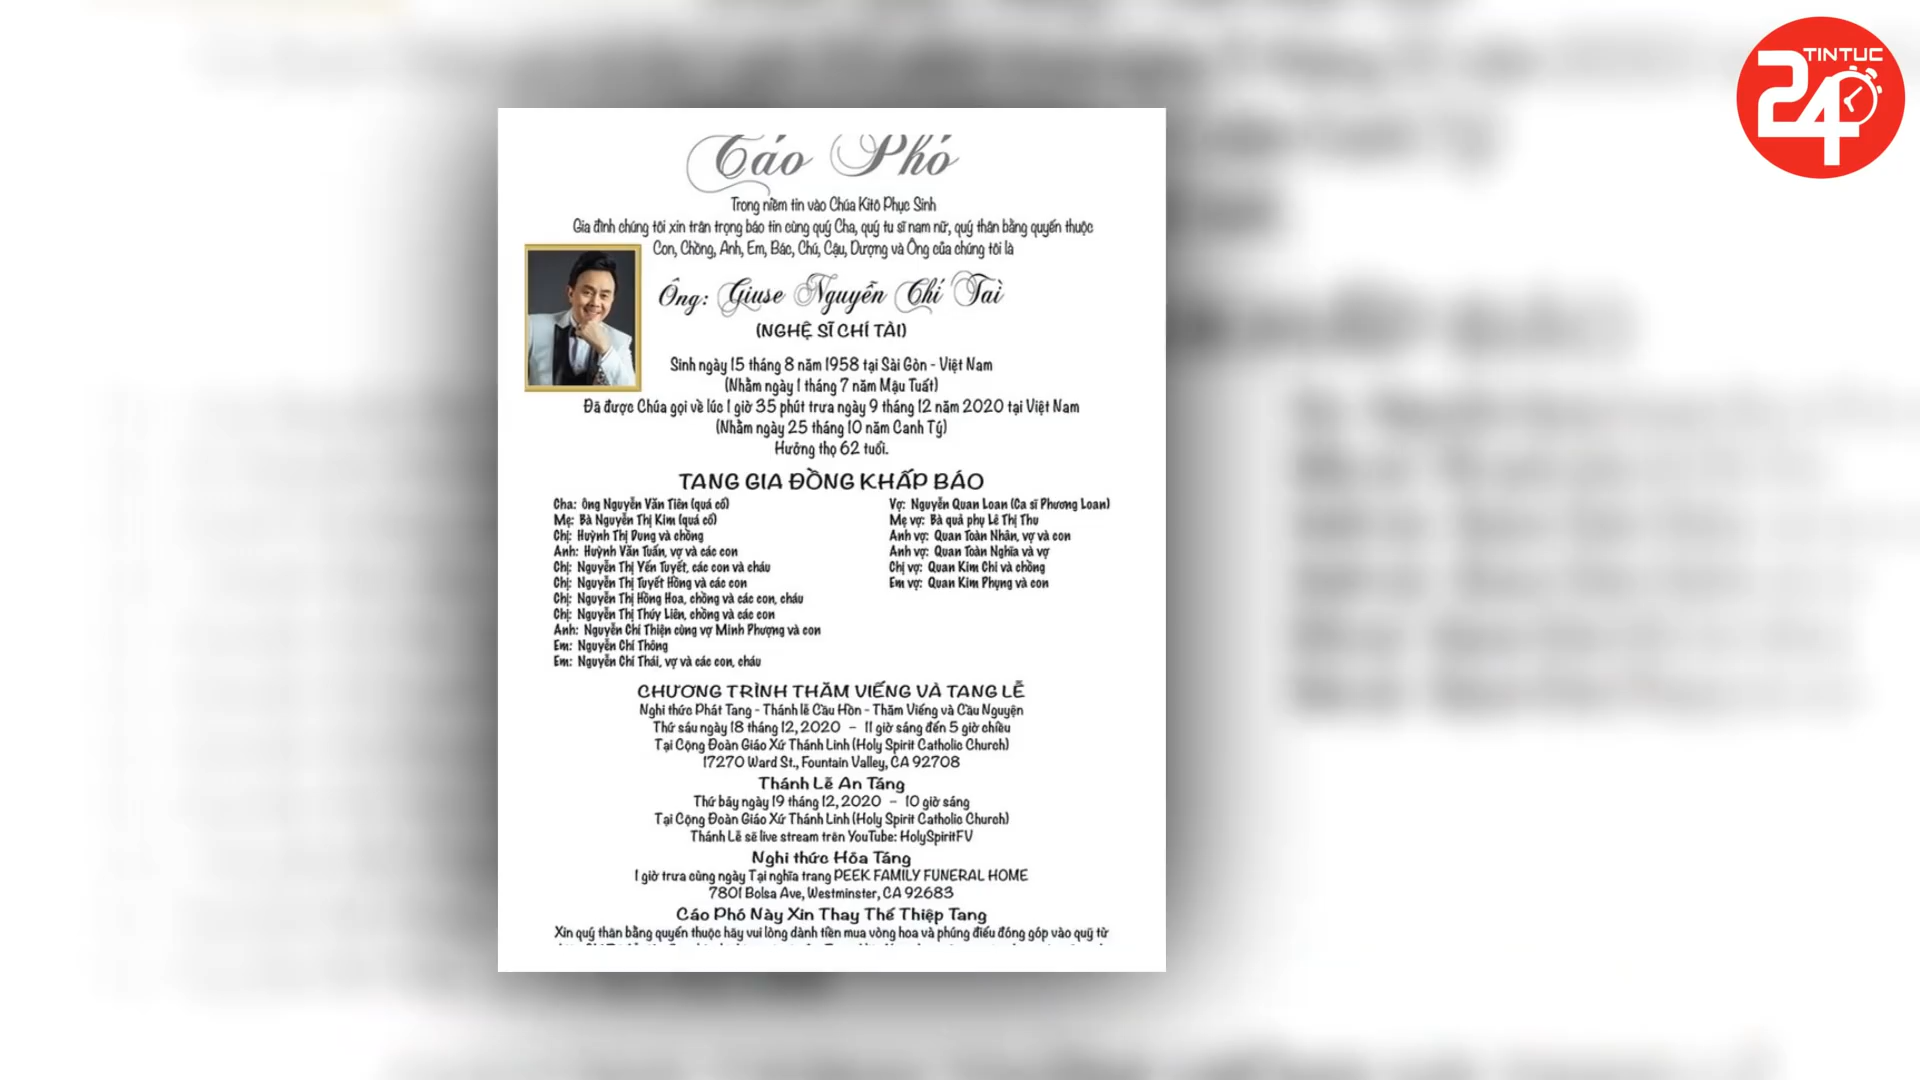 TINTUC
24
Cáo Phó
Trong niềm tin vào Chúa Kitô Phục Sinh
Gia đình chúng tôi xin trân trọng báo tin cùng quý Cha, quý tu sĩ nam nữ, quý thân bằng quyến thuộc
Con, Chồng, Anh, Em, Bác, Chú, Cậu, Dượng và Ông của chúng tôi là
Ông: Giuse Nguyễn Chí Tài
(NGHỆ SĨ CHÍ TÀI)
Sinh ngày 15 tháng 8 năm 1958 tại Sài Gòn - Việt Nam
(Nhằm ngày 1 tháng 7 năm Mậu Tuất)
Đã được Chúa gọi về lúc 1 giờ 35 phút trưa ngày 9 tháng 12 năm 2020 tại Việt Nam
(Nhằm ngày 25 tháng 10 năm Canh Tý)
Hưởng thọ 62 tuổi.
TANG GIA ĐỒNG KHẤP BÁO
Cha: Ông Nguyễn Văn Tiên (quá cố)
Mẹ: Bà Nguyễn Thị Kim (quá cố)
Chị: Huỳnh Thị Dung và chồng
Anh: Huỳnh Văn Tuấn, vợ và các con
Chị: Nguyễn Thị Yến Tuyết, các con và cháu
Chị: Nguyễn Thị Tuyết Hồng và các con
Chị: Nguyễn Thị Hồng Hoa, chồng và các con, cháu
Chị: Nguyễn Thị Thúy Liên, chồng và các con
Anh: Nguyễn Chí Thiện cùng vợ Minh Phượng và con
Em: Nguyễn Chí Thông
Em: Nguyễn Chí Thái, vợ và các con, cháu
Vợ: Nguyễn Quan Loan (Ca sĩ Phương Loan)
Mẹ vợ: Bà quả phụ Lê Thị Thu
Anh vợ: Quan Toàn Nhân, vợ và con
Anh vợ: Quan Toàn Nghĩa và vợ
Chị vợ: Quan Kim Chi và chồng
Em vợ: Quan Kim Phụng và con
CHƯƠNG TRÌNH THĂM VIẾNG VÀ TANG LỄ
Nghi thức Phát Tang - Thánh lễ Cầu Hồn - Thăm Viếng và Cầu Nguyện
Thứ sáu ngày 18 tháng 12, 2020 – 11 giờ sáng đến 5 giờ chiều
Tại Cộng Đoàn Giáo Xứ Thánh Linh (Holy Spirit Catholic Church)
17270 Ward St., Fountain Valley, CA 92708
Thánh Lễ An Táng
Thứ bảy ngày 19 tháng 12, 2020 – 10 giờ sáng
Tại Cộng Đoàn Giáo Xứ Thánh Linh (Holy Spirit Catholic Church)
Thánh Lễ sẽ live stream trên YouTube: HolySpiritFV
Nghi thức Hỏa Táng
1 giờ trưa cùng ngày Tại nghĩa trang PEEK FAMILY FUNERAL HOME
7801 Bolsa Ave, Westminster, CA 92683
Cáo Phó Này Xin Thay Thế Thiệp Tang
Xin quý thân bằng quyến thuộc hãy vui lòng dành tiền mua vòng hoa và phúng điếu đóng góp vào quỹ từ